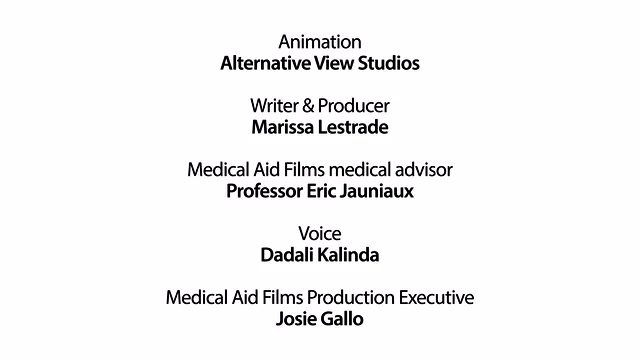 Animation
Alternative View Studios
Writer & Producer
Marissa Lestrade
Medical Aid Films medical advisor
Professor Eric Jauniaux
Voice
Dadali Kalinda
Medical Aid Films Production Executive
Josie Gallo